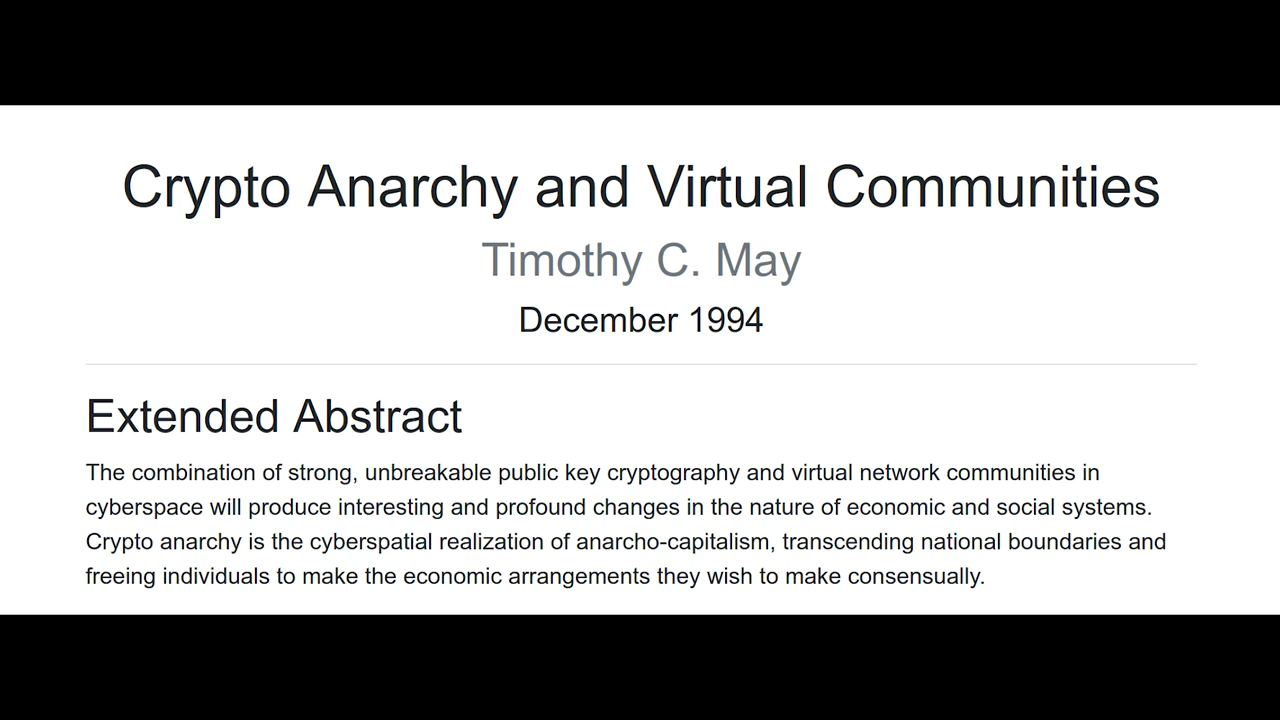 Crypto Anarchy and Virtual Communities
Timothy C. May
December 1994
Extended Abstract
The combination of strong, unbreakable public key cryptography and virtual network communities in
cyberspace will produce interesting and profound changes in the nature of economic and social systems.
Crypto anarchy is the cyberspatial realization of anarcho-capitalism, transcending national boundaries and
freeing individuals to make the economic arrangements they wish to make consensually.